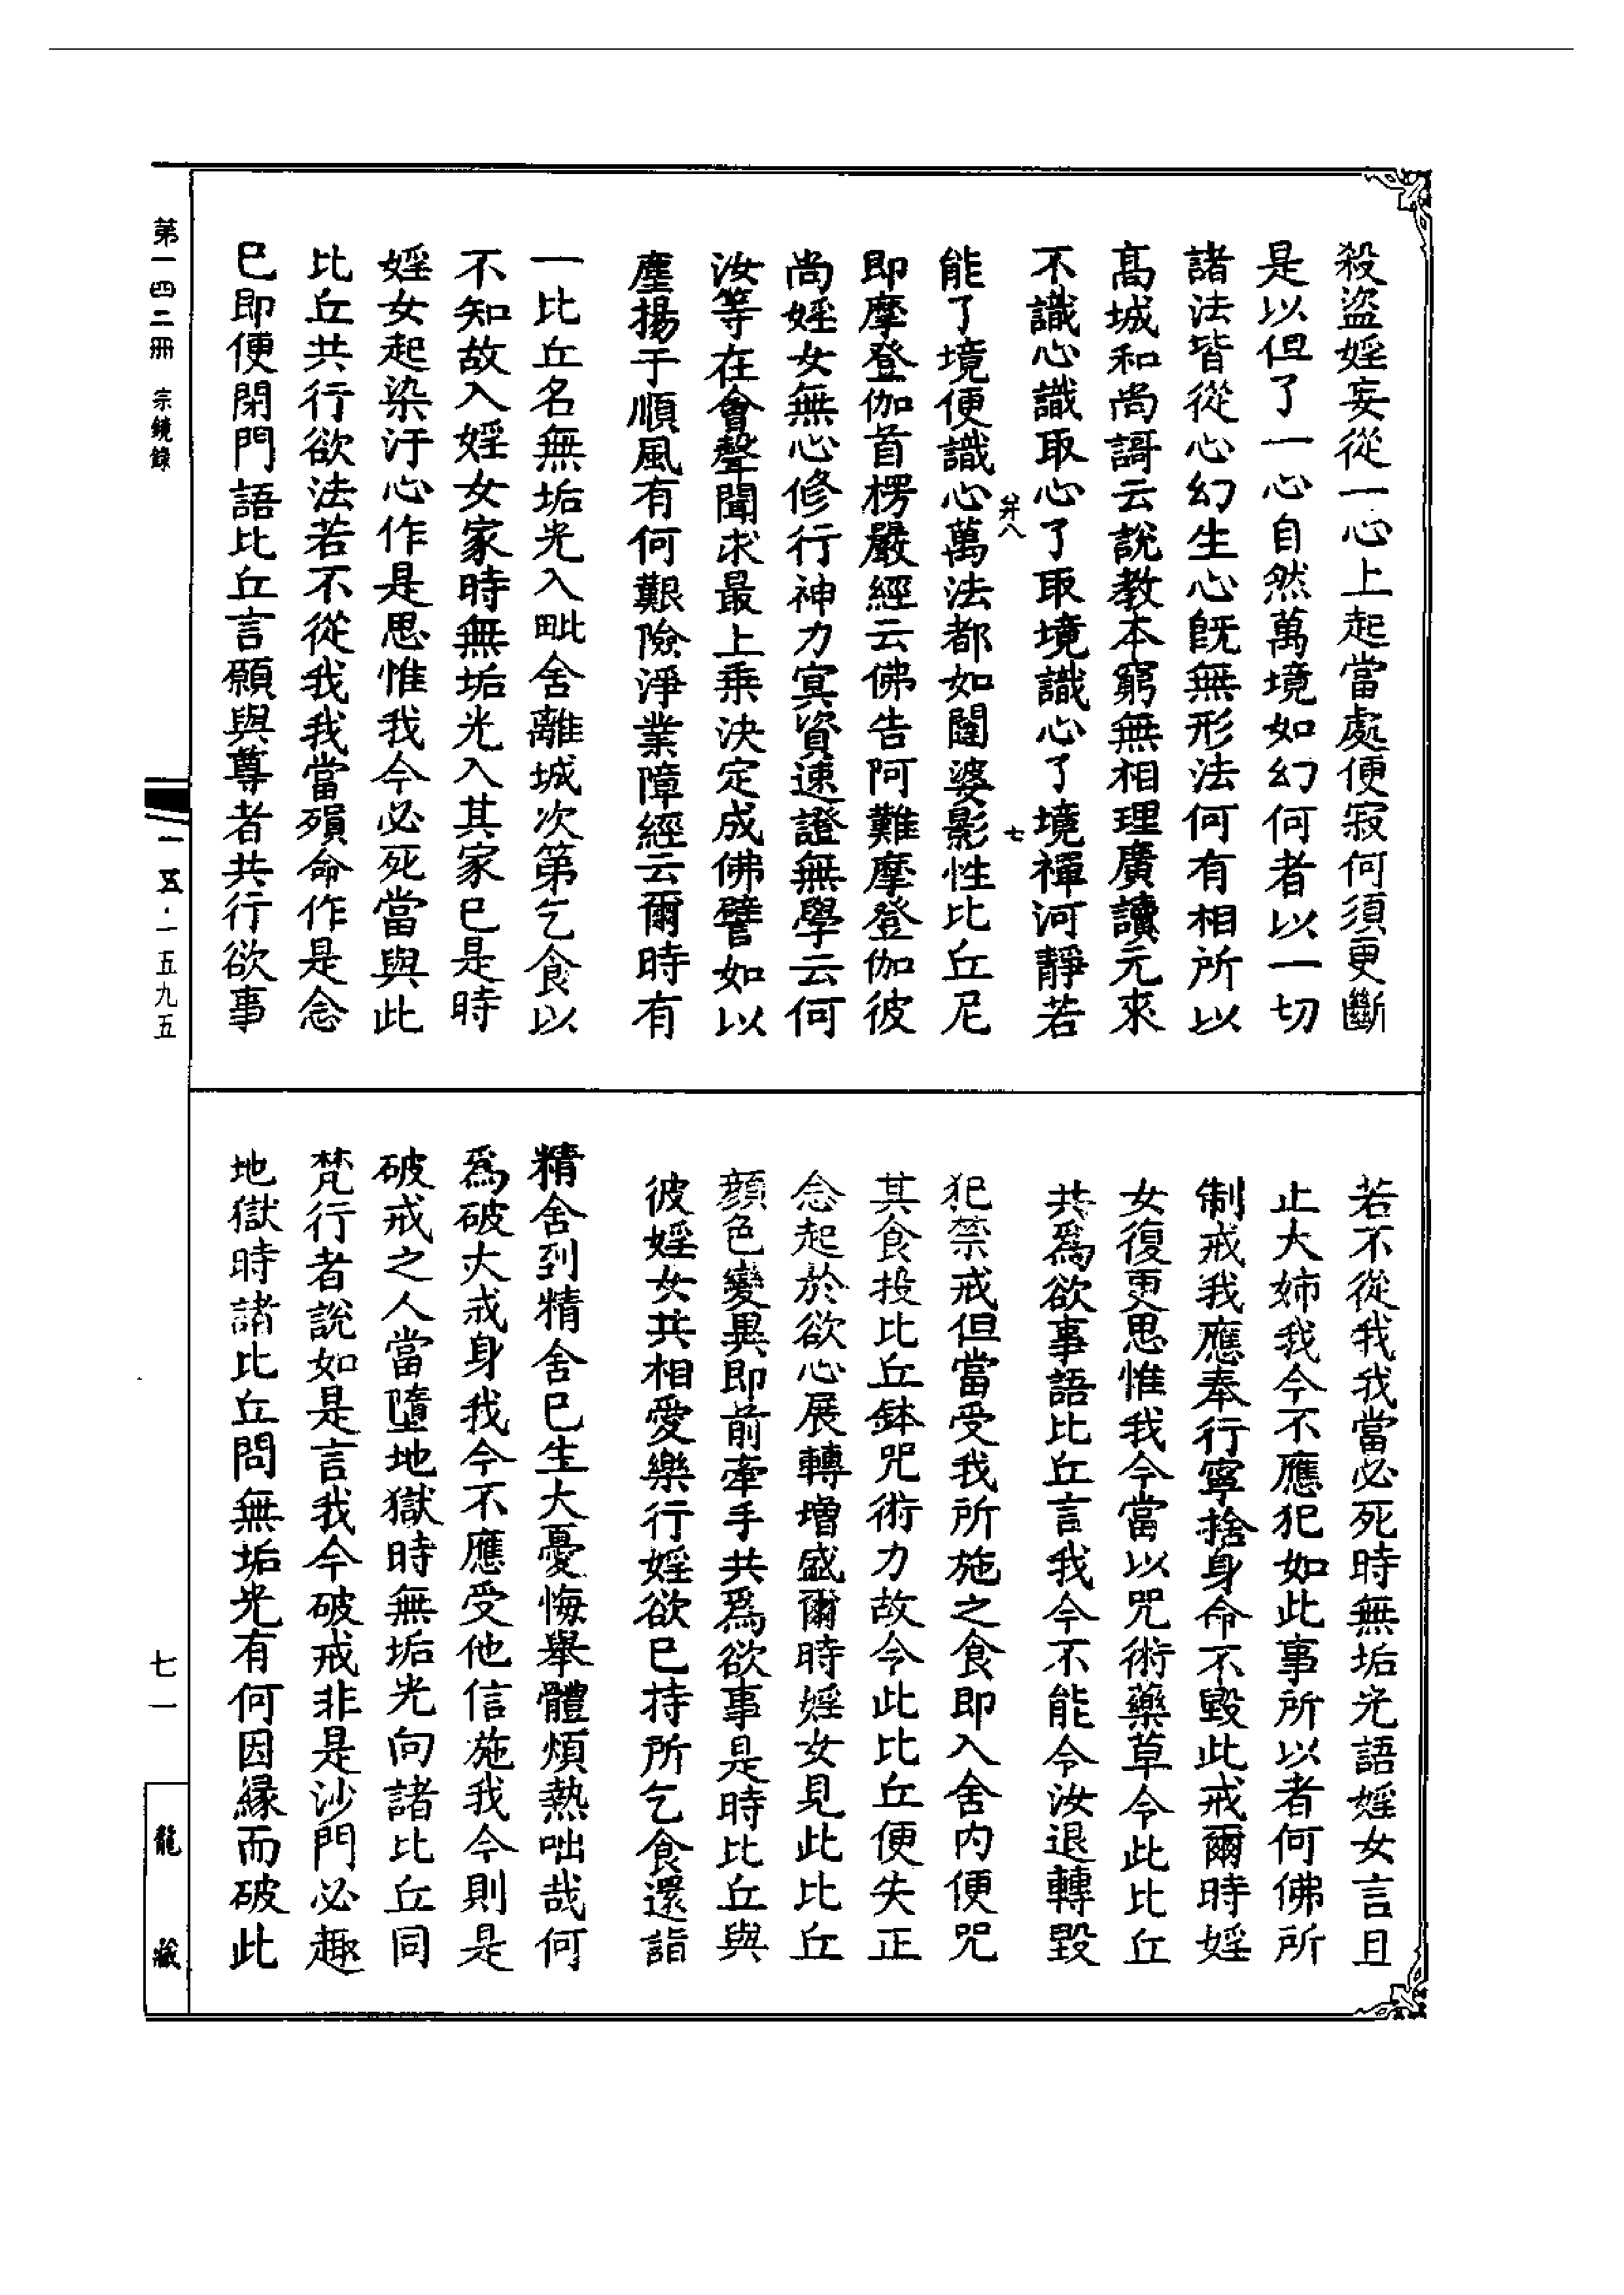 殺盜婬妄從一心上起當處便寂何須更斷
是以但了一心自然萬境如幻何者以一切
諸法皆從心幻生心旣無形法何有相所以
高城和尚謌云說教本窮無相理廣讀元來
不識心識取心了取境識心了境禪河靜若
能了境便識心萬法都如闥婆影性比丘尼
即摩登伽首楞嚴經云佛告阿難摩登伽彼
尚婬女無心修行神力冥資速證無學云何
汝等在會聲聞求最上乘決定成佛譬如以
塵揚于順風有何艱險淨業障經云爾時有
一比丘名無垢光入毗舍離城次第乞食以
不知故入婬女家時無垢光入其家已是時
婬女起染汙心作是思惟我今必死當與此
比丘共行欲法若不從我我當殞命作是念
已即便閉門語比丘言願與尊者共行欲事
若不從我我當必死時無垢光語婬女言且
止大姉我今不應犯如此事所以者何佛所
制戒我應奉行寧捨身命不毀此戒爾時婬
女復更思惟我今當以咒術藥草令此比丘
共爲欲事語比丘言我今不能令汝退轉毀
犯禁戒但當受我所施之食即入舍內便咒
其食投比丘鉢咒術力故令此比丘便失正
念起於欲心展轉增盛爾時婬女見此比丘
顔色變異即前牽手共爲欲事是時比丘與
彼婬女共相愛樂行婬欲已持所乞食還詣
精舍到精舍已生大憂悔舉體煩熱咄哉何
爲破大戒身我今不應受他信施我今則是
破戒之人當墮地獄時無垢光向諸比丘同
梵行者說如是言我今破戒非是沙門必趣
地獄時諸比丘問無垢光有何因緣而破此
八
七
第一四二冊 宗鏡錄
一五·一五九五
七一
龍藏